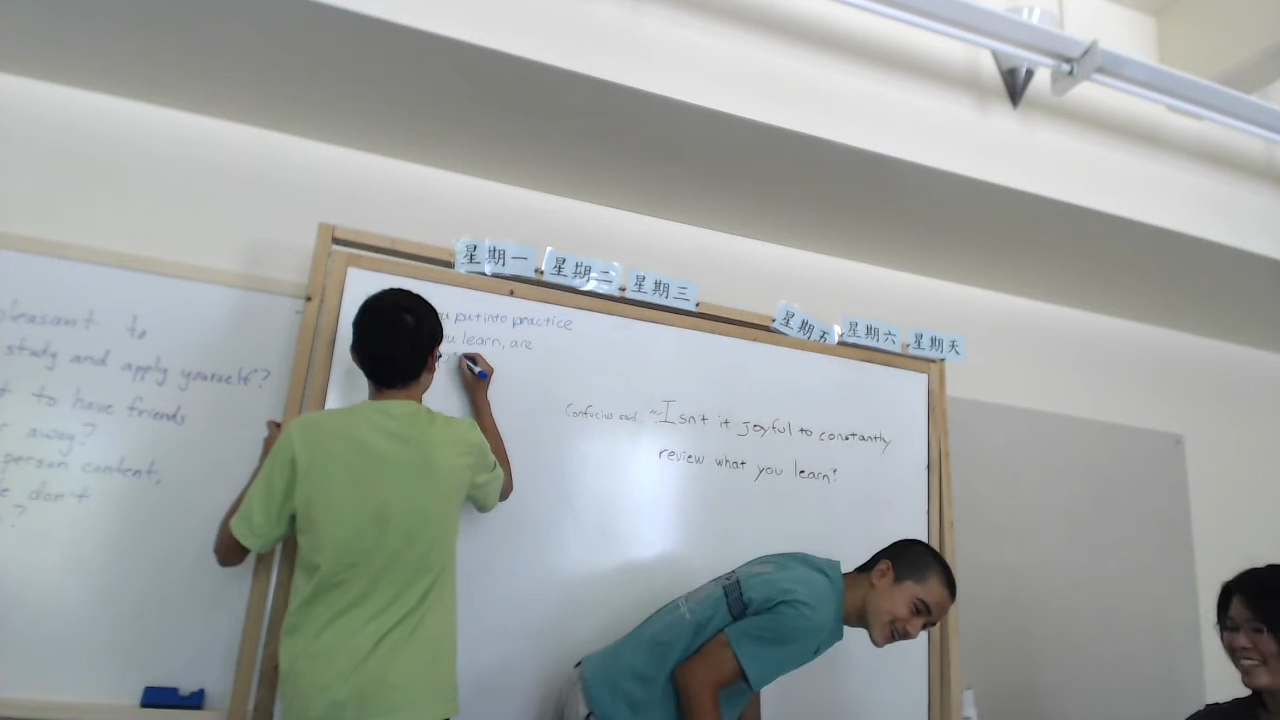 星期一 星期二 星期三 星期五 星期六 星期天
pleasant to
study and apply yourself?
to have friends
away?
person content,
don't
?
put into practice
learn, are
Confucius said, "Isn't it joyful to constantly
review what you learn?